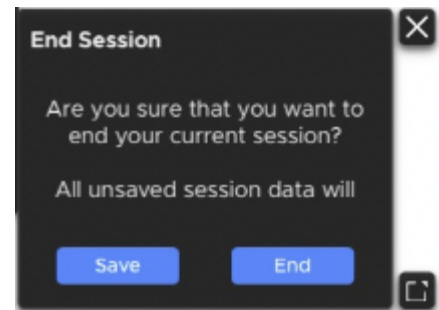 End Session
Are you sure that you want to
end your current session?
All unsaved session data will
Save
End